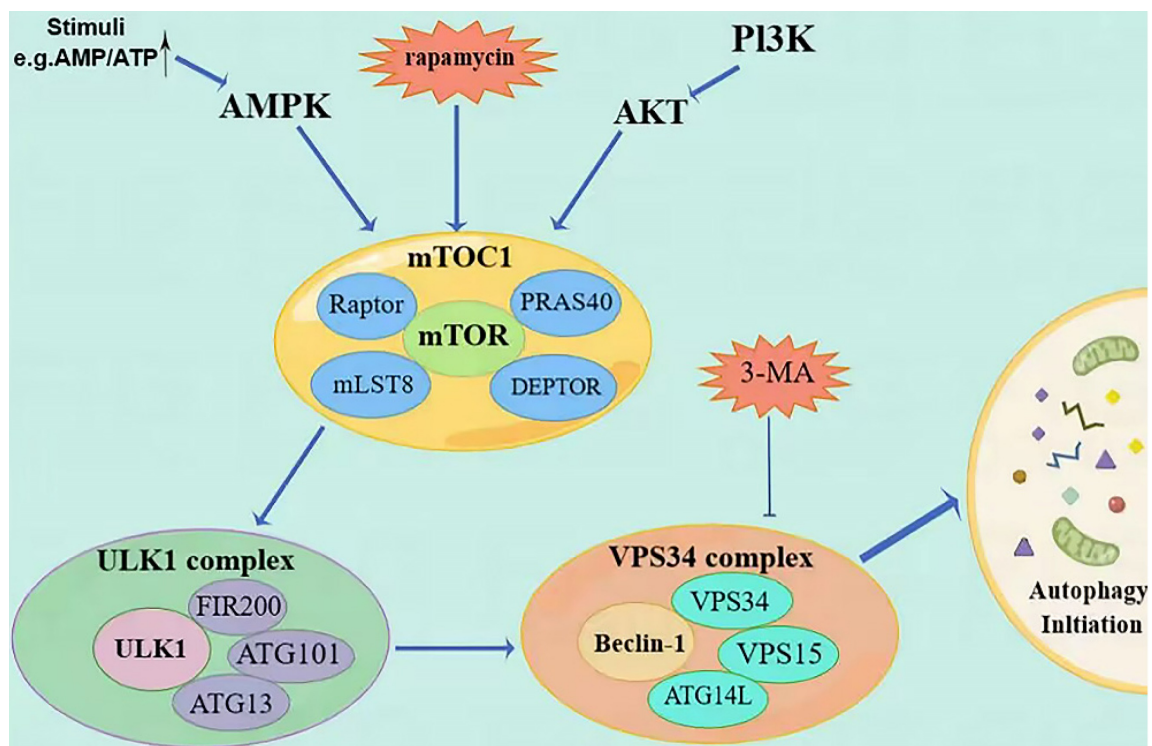 Stimuli
e.g.AMP/ATP
rapamycin
Pl3K
AMPK
AKT
mTOC1
Raptor
PRAS40
mTOR
mLST8
DEPTOR
3-MA
ULK1 complex
FIR200
ULK1
ATG101
ATG13
VPS34 complex
VPS34
Beclin-1
VPS15
ATG14L
Autophagy
Inltiation